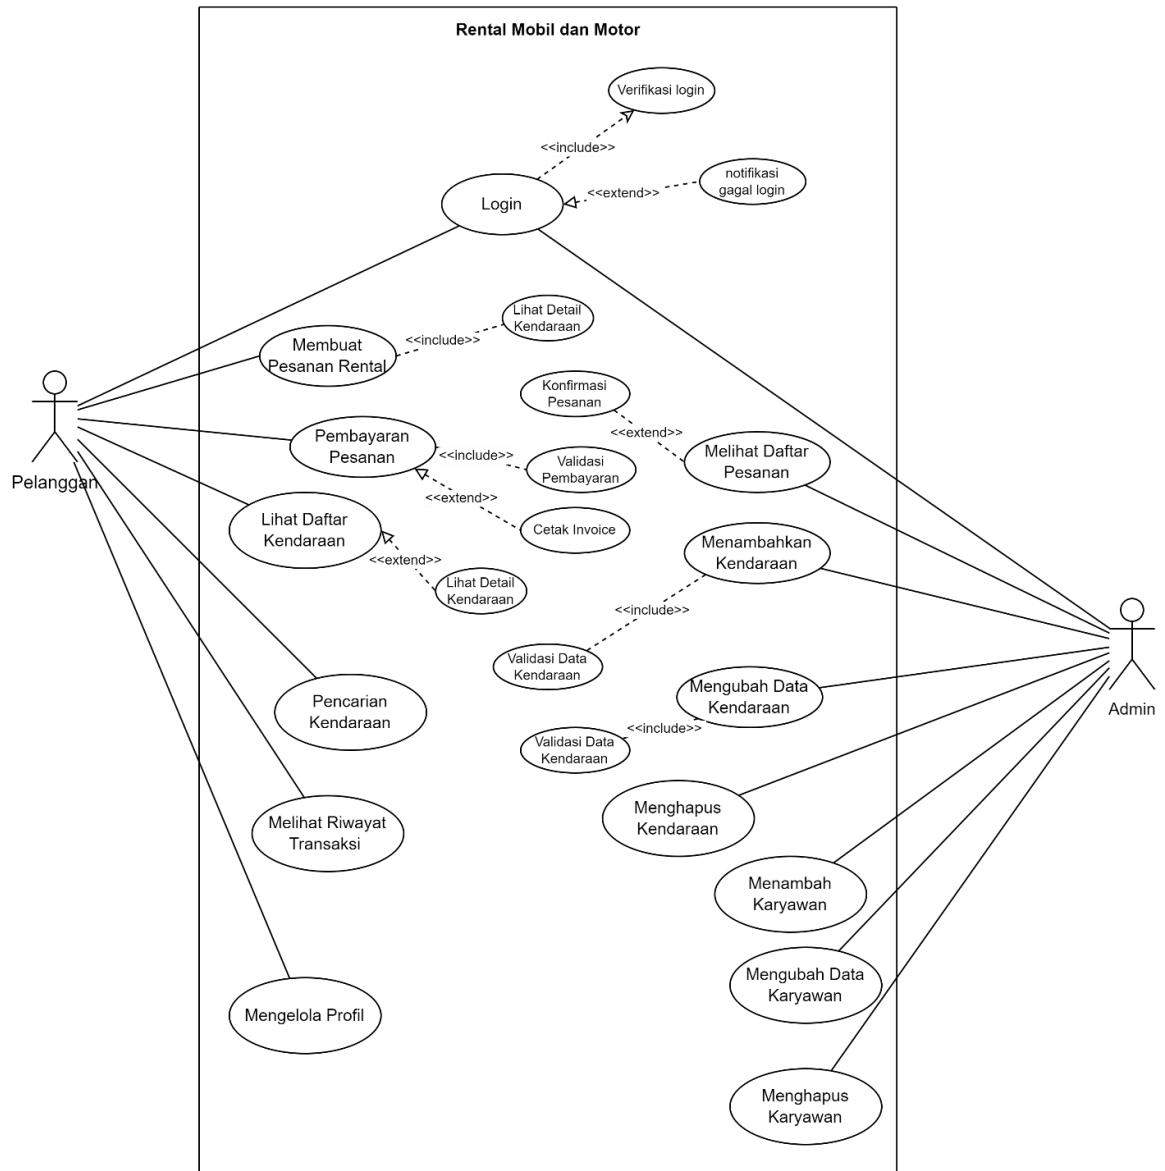 Rental Mobil dan Motor
Verifikasi login
<<include>>
notifikasi
gagal login
<<extend>>
Login
Lihat Detail
Kendaraan
<<include>>
Membuat
Pesanan Rental
Konfirmasi
Pesanan
<<extend>>
Melihat Daftar
Pesanan
Pembayaran
Pesanan
<<include>>
Validasi
Pembayaran
<<extend>>
Cetak Invoice
Pelanggan
Lihat Daftar
Kendaraan
<<extend>>
Lihat Detail
Kendaraan
Menambahkan
Kendaraan
<<include>>
Validasi Data
Kendaraan
Mengubah Data
Kendaraan
<<include>>
Validasi Data
Kendaraan
Admin
Pencarian
Kendaraan
Menghapus
Kendaraan
Melihat Riwayat
Transaksi
Menambah
Karyawan
Mengubah Data
Karyawan
Mengelola Profil
Menghapus
Karyawan